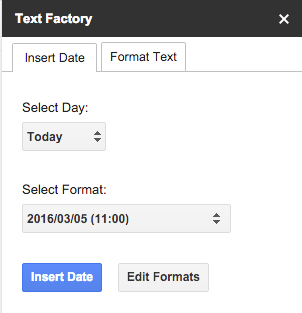 Text Factory
Insert Date
Format Text
Select Day:
Today
Select Format:
2016/03/05 (11:00)
Insert Date
Edit Formats